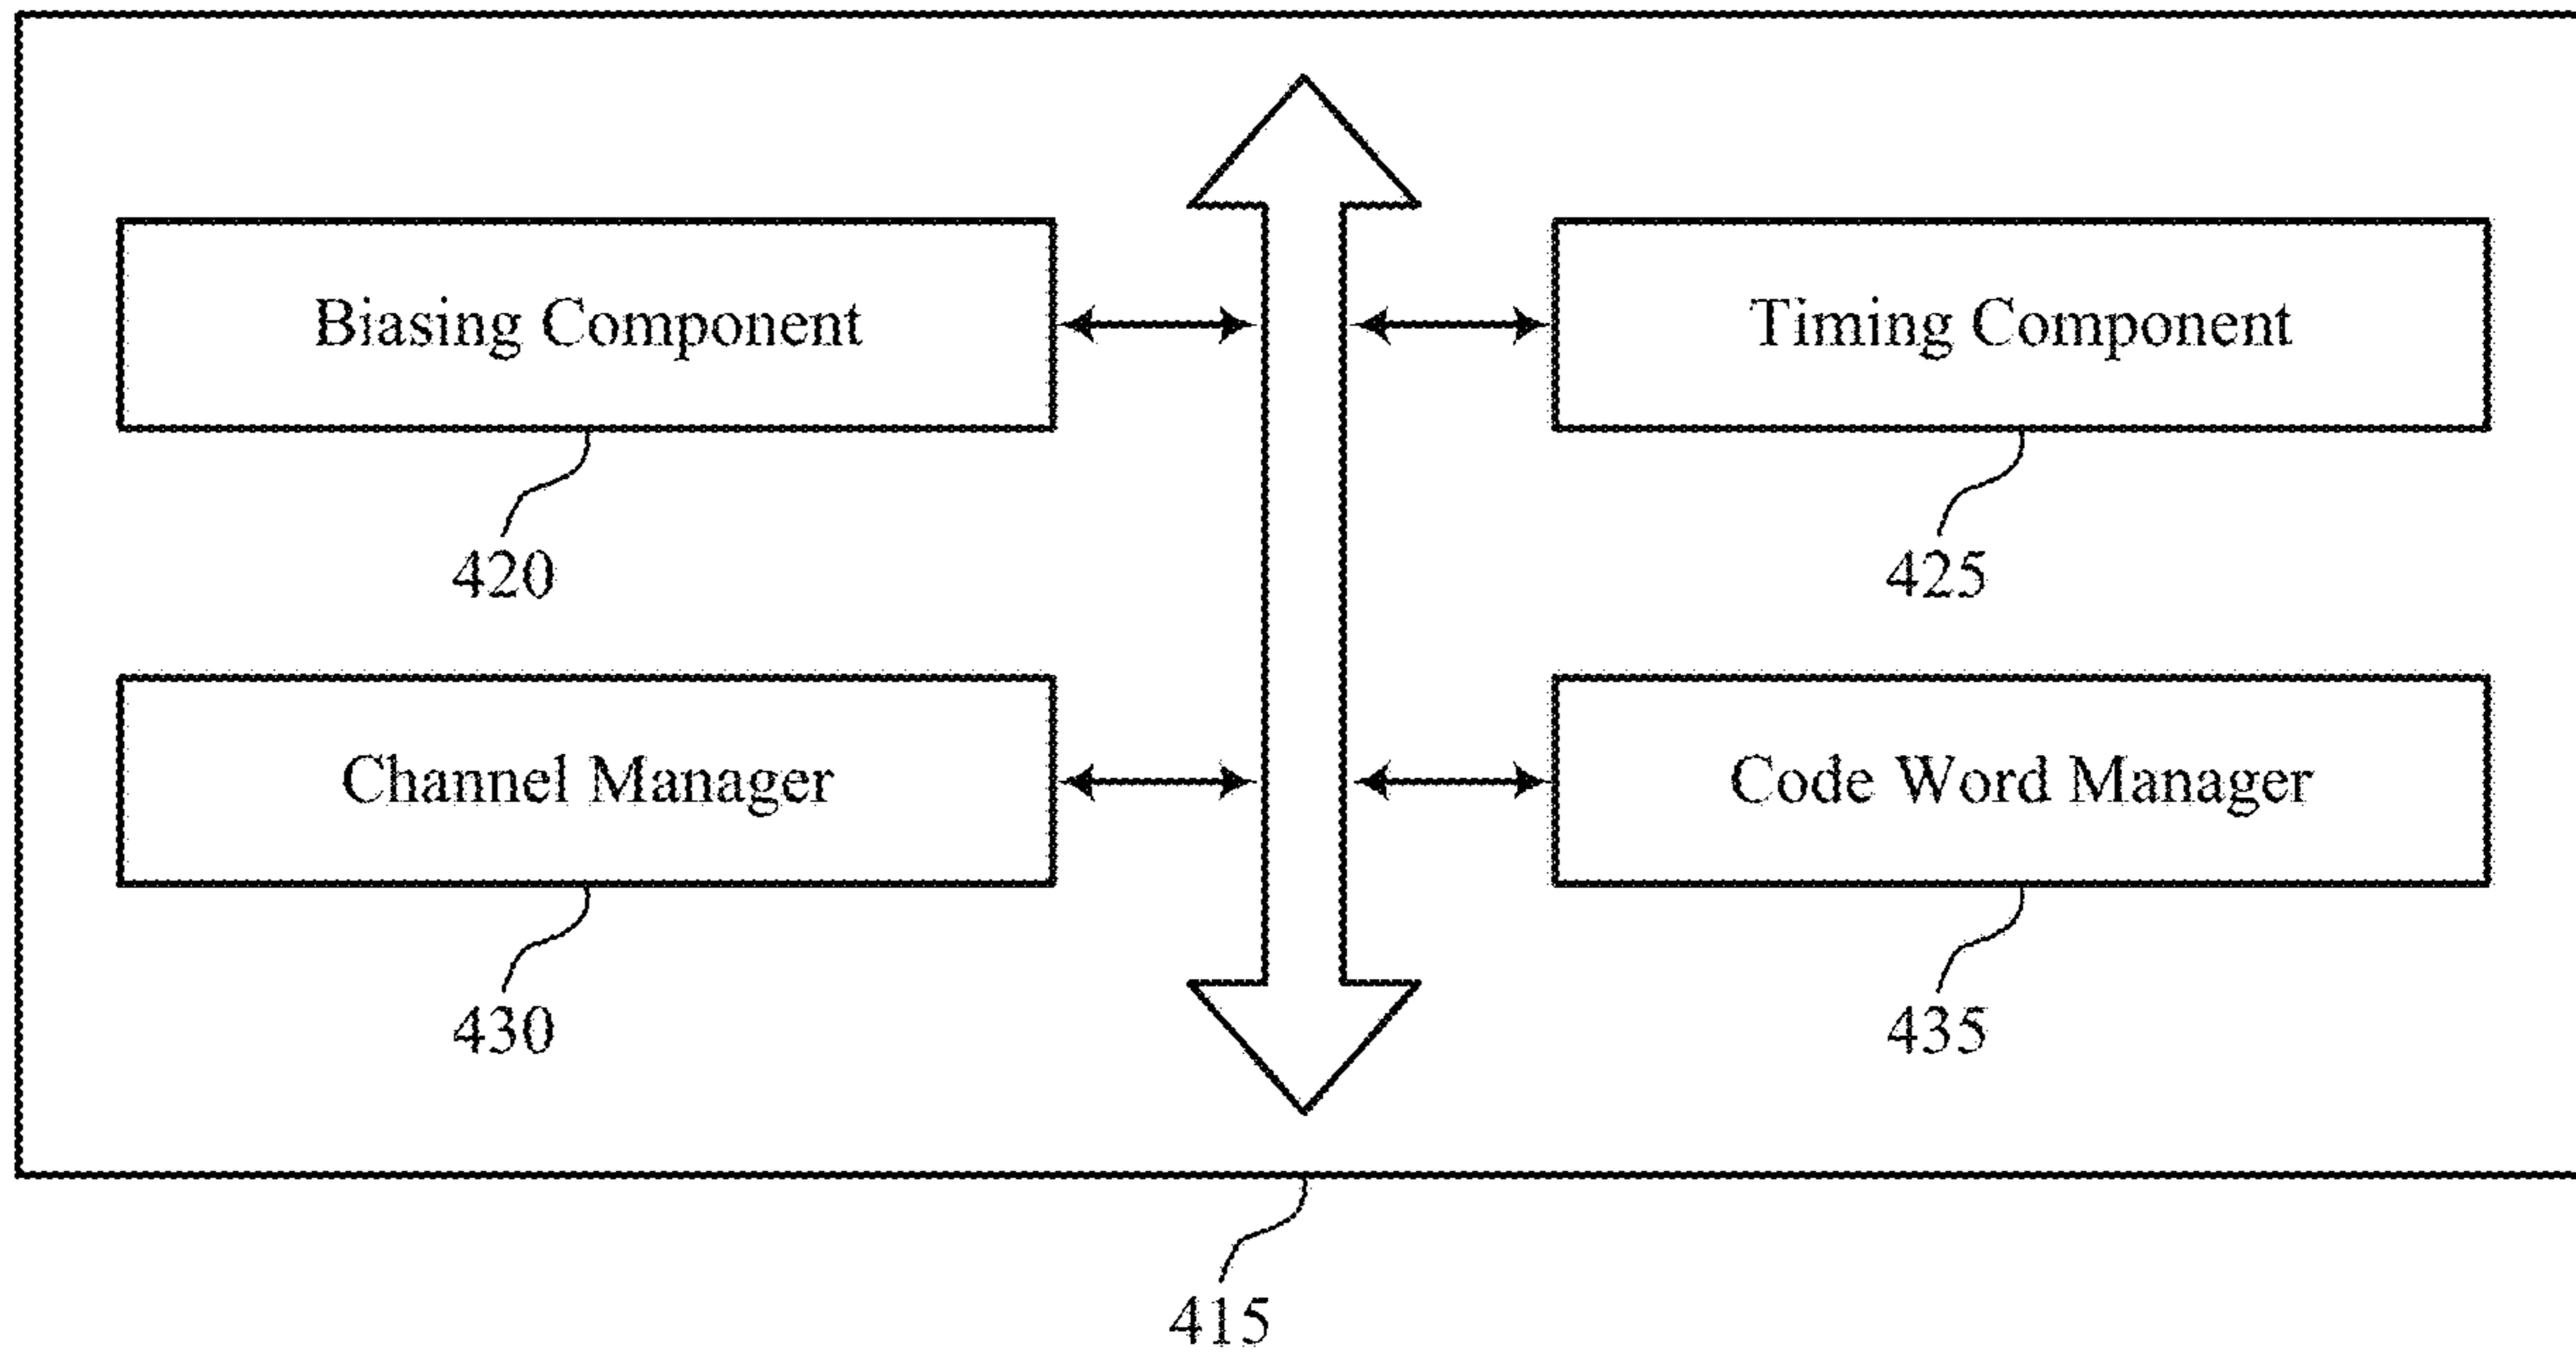 Biasing Component
Timing Component
420
425
Channel Manager
Code Word Manager
430
435
415